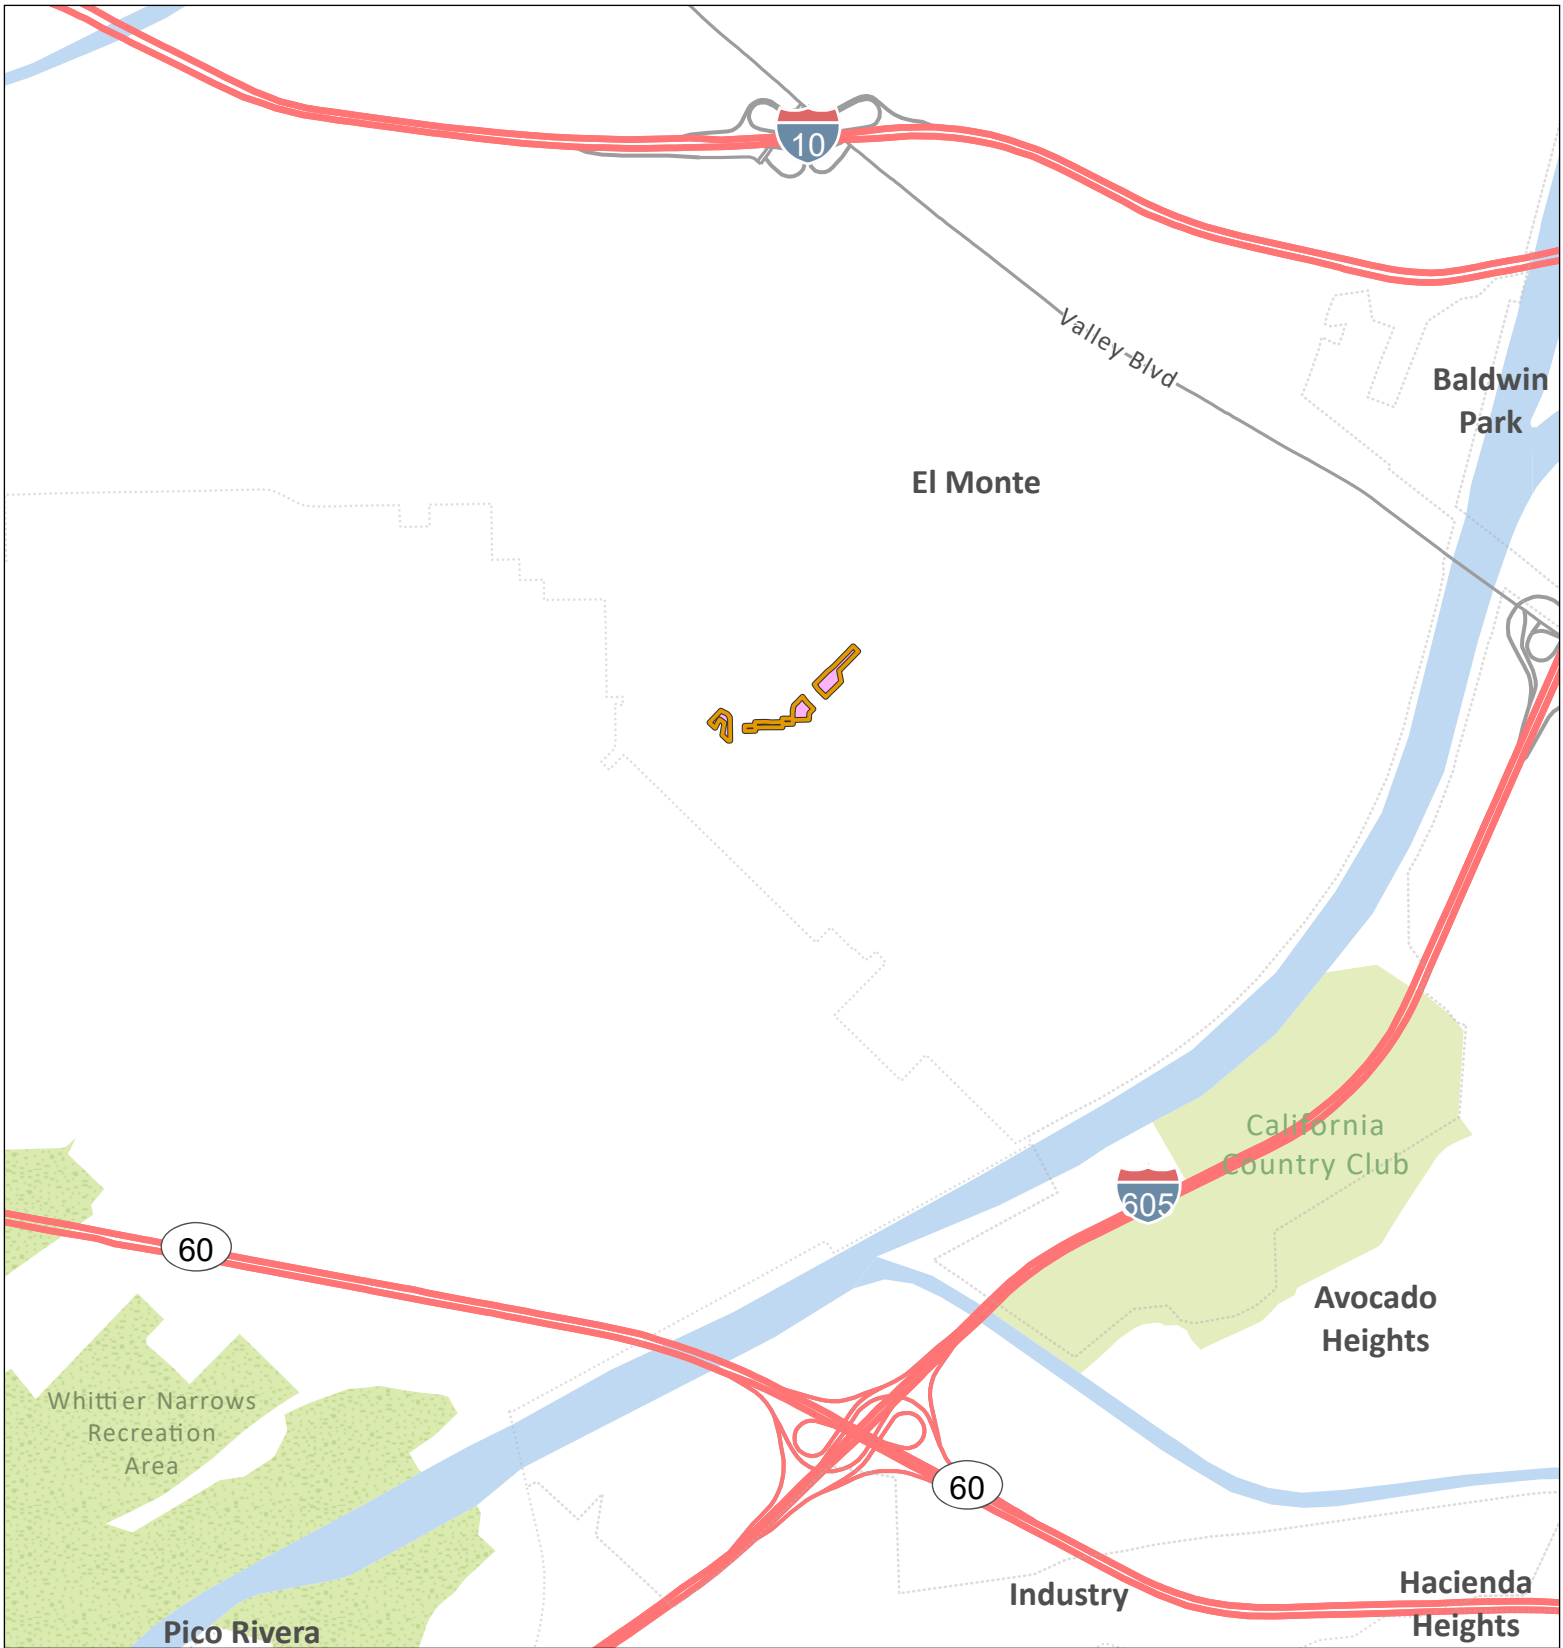 10
Valley Blvd
Baldwin
Park
El Monte
California
Country Club
605
60
Avocado
Heights
Whittier Narrows
Recreation
Area
60
Industry
Hacienda
Heights
Pico Rivera